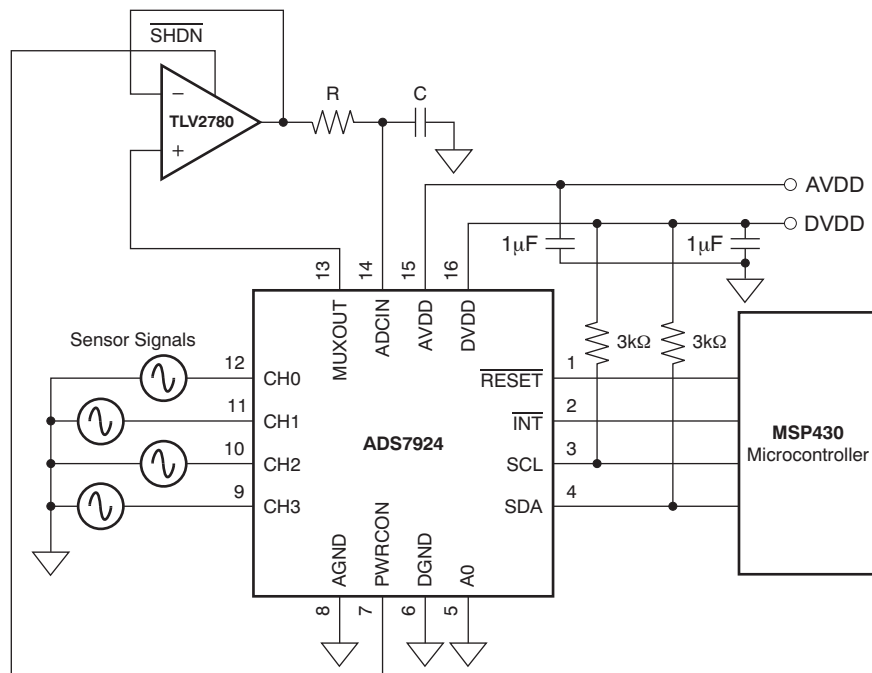 SHDN
R
C
−
TLV2780
+
AVDD
DVDD
1μF
1μF
13
14
15
16
MUXOUT
ADCIN
AVDD
DVDD
3kΩ
3kΩ
Sensor Signals
12
CH0
11
CH1
10
CH2
9
CH3
ADS7924
RESET
1
INT
2
SCL
3
SDA
4
MSP430
Microcontroller
AGND
PWRCON
DGND
A0
8
7
6
5